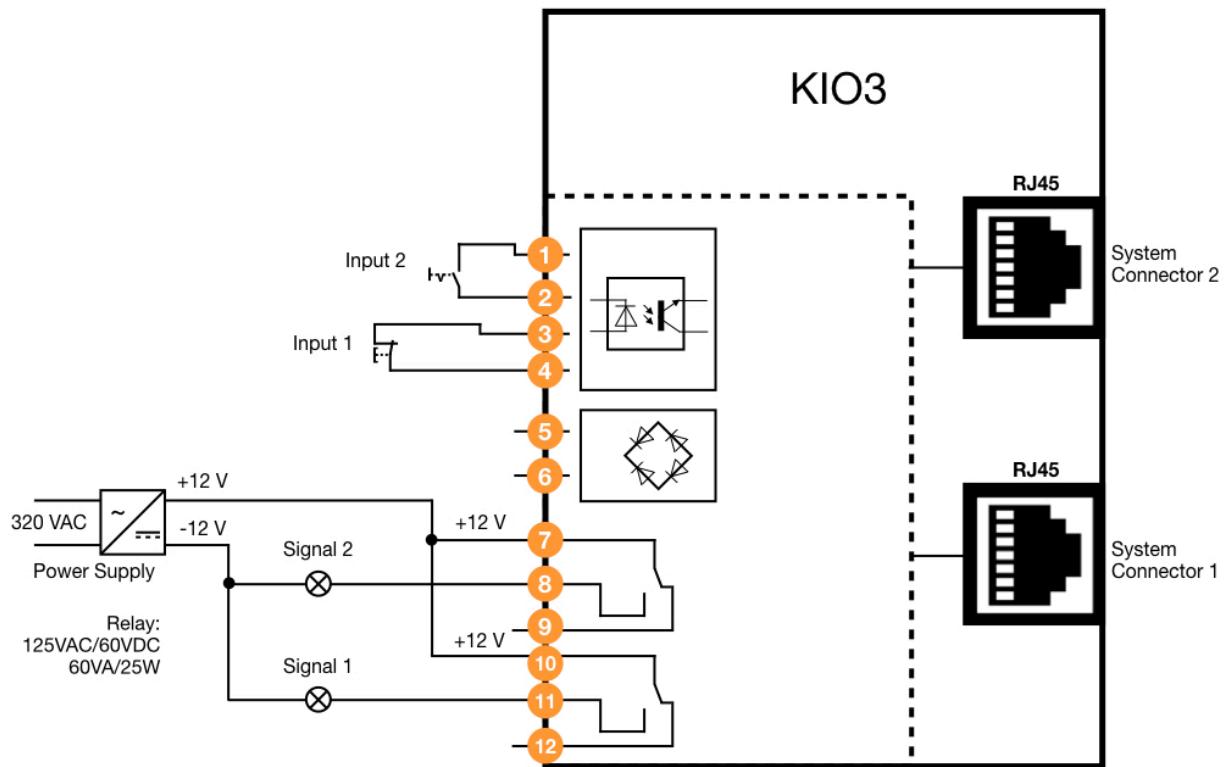 KIO3
RJ45
System
Connector 2
Input 2
1
2
Input 1
3
4
5
6
RJ45
System
Connector 1
+12 V
320 VAC
~
-12 V
Power Supply
+12 V
7
Signal 2
8
9
Relay:
125VAC/60VDC
60VA/25W
+12 V
10
Signal 1
11
12